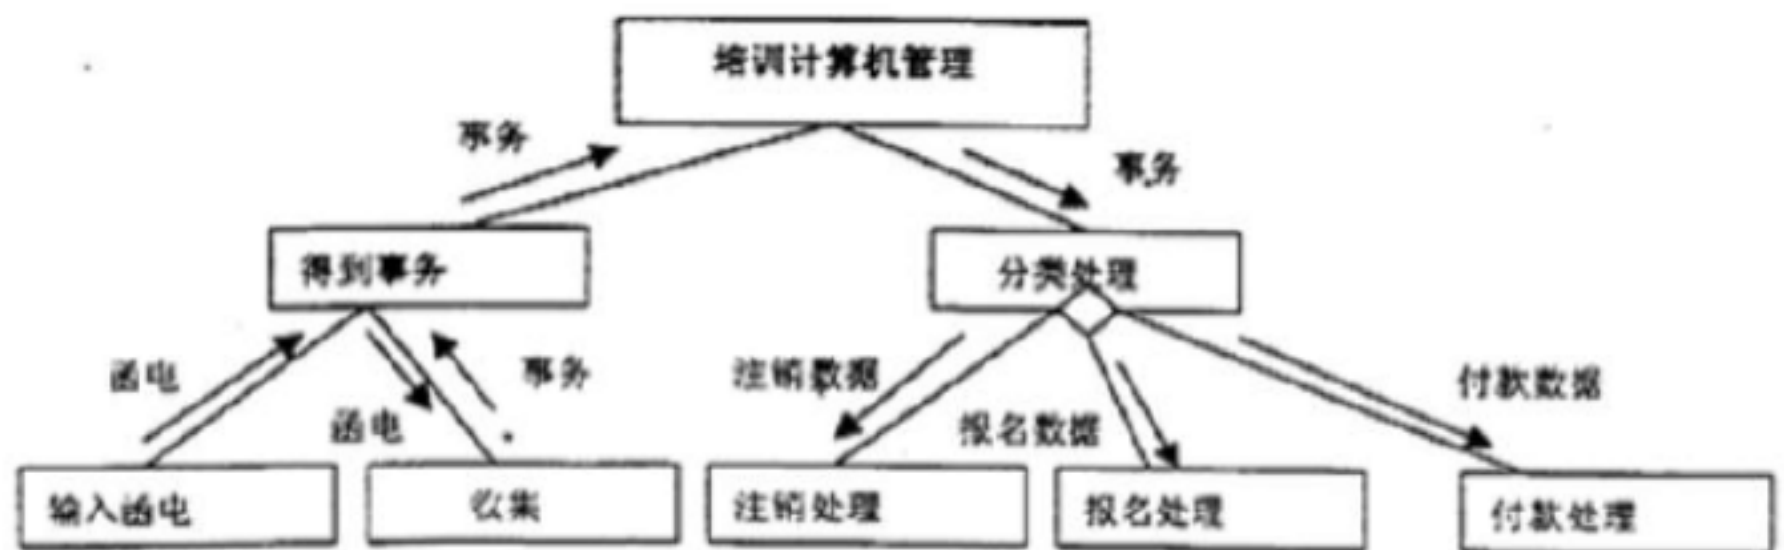 培训计算机管理
事务
事务
得到事务
分类处理
函电
事务
函电
注销数据
报名数据
付款数据
输入函电
收集
注销处理
报名处理
付款处理